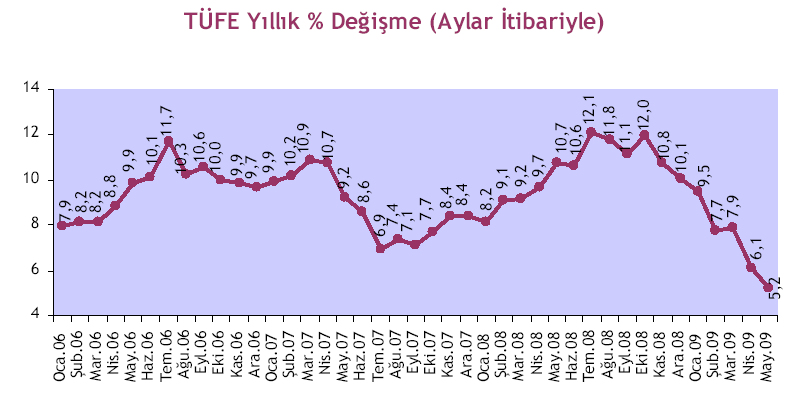 TÜFE Yıllık % Değişme (Aylar İtibariyle)
14
12
10
8
6
4
7,9 8,2 8,2 8,8 9,9 10,1 11,7 10,3 10,6 10,0 9,9 9,7 9,9 10,2 10,9 10,7 9,2 8,6 6,9 7,4 7,1 7,7 8,4 8,4 8,2 9,1 9,2 9,7 10,7 10,6 12,1 11,8 11,1 12,0 10,8 10,1 9,5 7,7 7,9 6,1 5,2
Oca.06 Şub.06 Mar.06 Nis.06 May.06 Haz.06 Tem.06 Ağu.06 Eyl.06 Eki.06 Kas.06 Ara.06 Oca.07 Şub.07 Mar.07 Nis.07 May.07 Haz.07 Tem.07 Ağu.07 Eyl.07 Eki.07 Kas.07 Ara.07 Oca.08 Şub.08 Mar.08 Nis.08 May.08 Haz.08 Tem.08 Ağu.08 Eyl.08 Eki.08 Kas.08 Ara.08 Oca.09 Şub.09 Mar.09 Nis.09 May.09